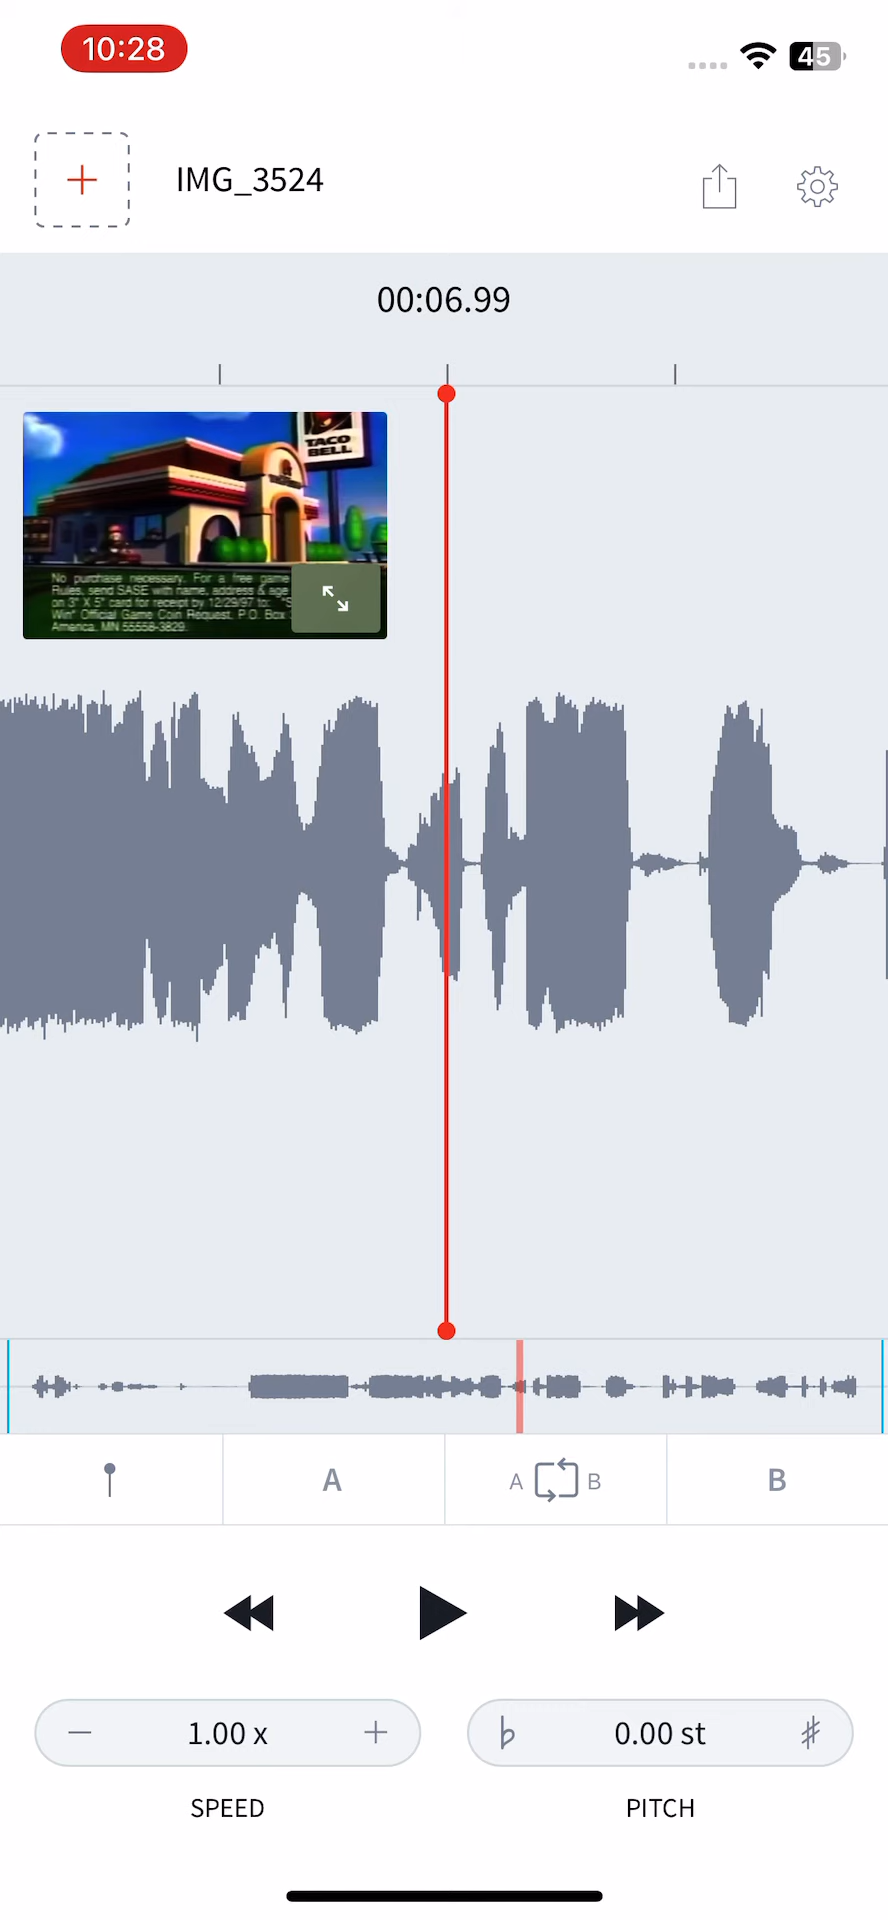 10:28
45
IMG_3524
00:06.99
TACO
BELL
No purchase necessary. For a free game
Rules, send SASE with name, address & age
on 3" X 5" card for receipt by 12/29/97 to: "S
Win" Official Game Coin Request, P.O. Box
America, MN 55558-3829.
A
A B
B
1.00 x
0.00 st
SPEED
PITCH